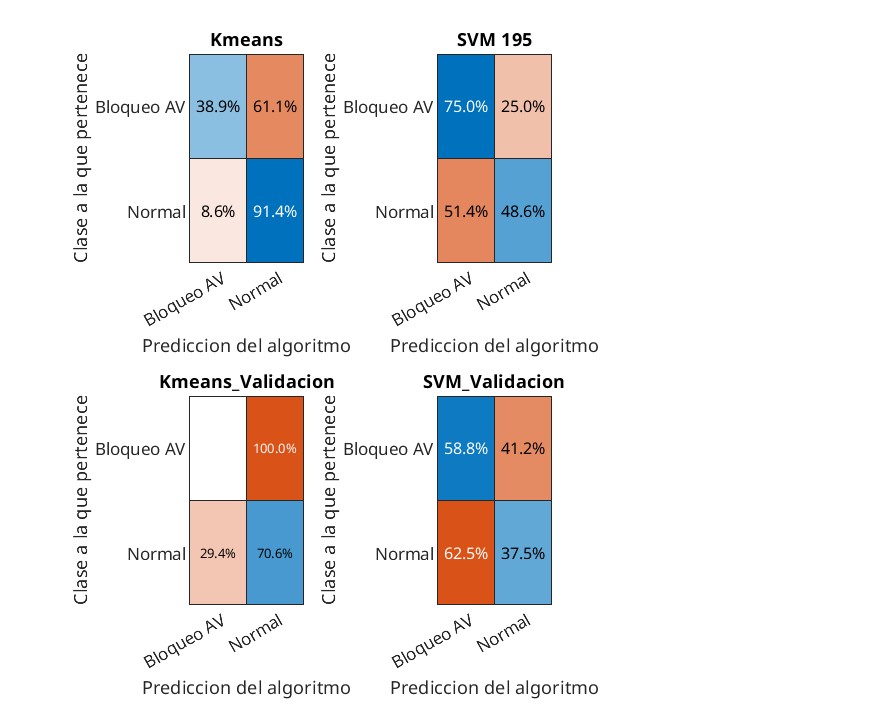 Kmeans
Clase a la que pertenece
Bloqueo AV 38.9% 61.1%
Normal 8.6% 91.4%
Bloqueo AV Normal
Prediccion del algoritmo
SVM 195
Clase a la que pertenece
Bloqueo AV 75.0% 25.0%
Normal 51.4% 48.6%
Bloqueo AV Normal
Prediccion del algoritmo
Kmeans_Validacion
Clase a la que pertenece
Bloqueo AV 100.0%
Normal 29.4% 70.6%
Bloqueo AV Normal
Prediccion del algoritmo
SVM_Validacion
Clase a la que pertenece
Bloqueo AV 58.8% 41.2%
Normal 62.5% 37.5%
Bloqueo AV Normal
Prediccion del algoritmo